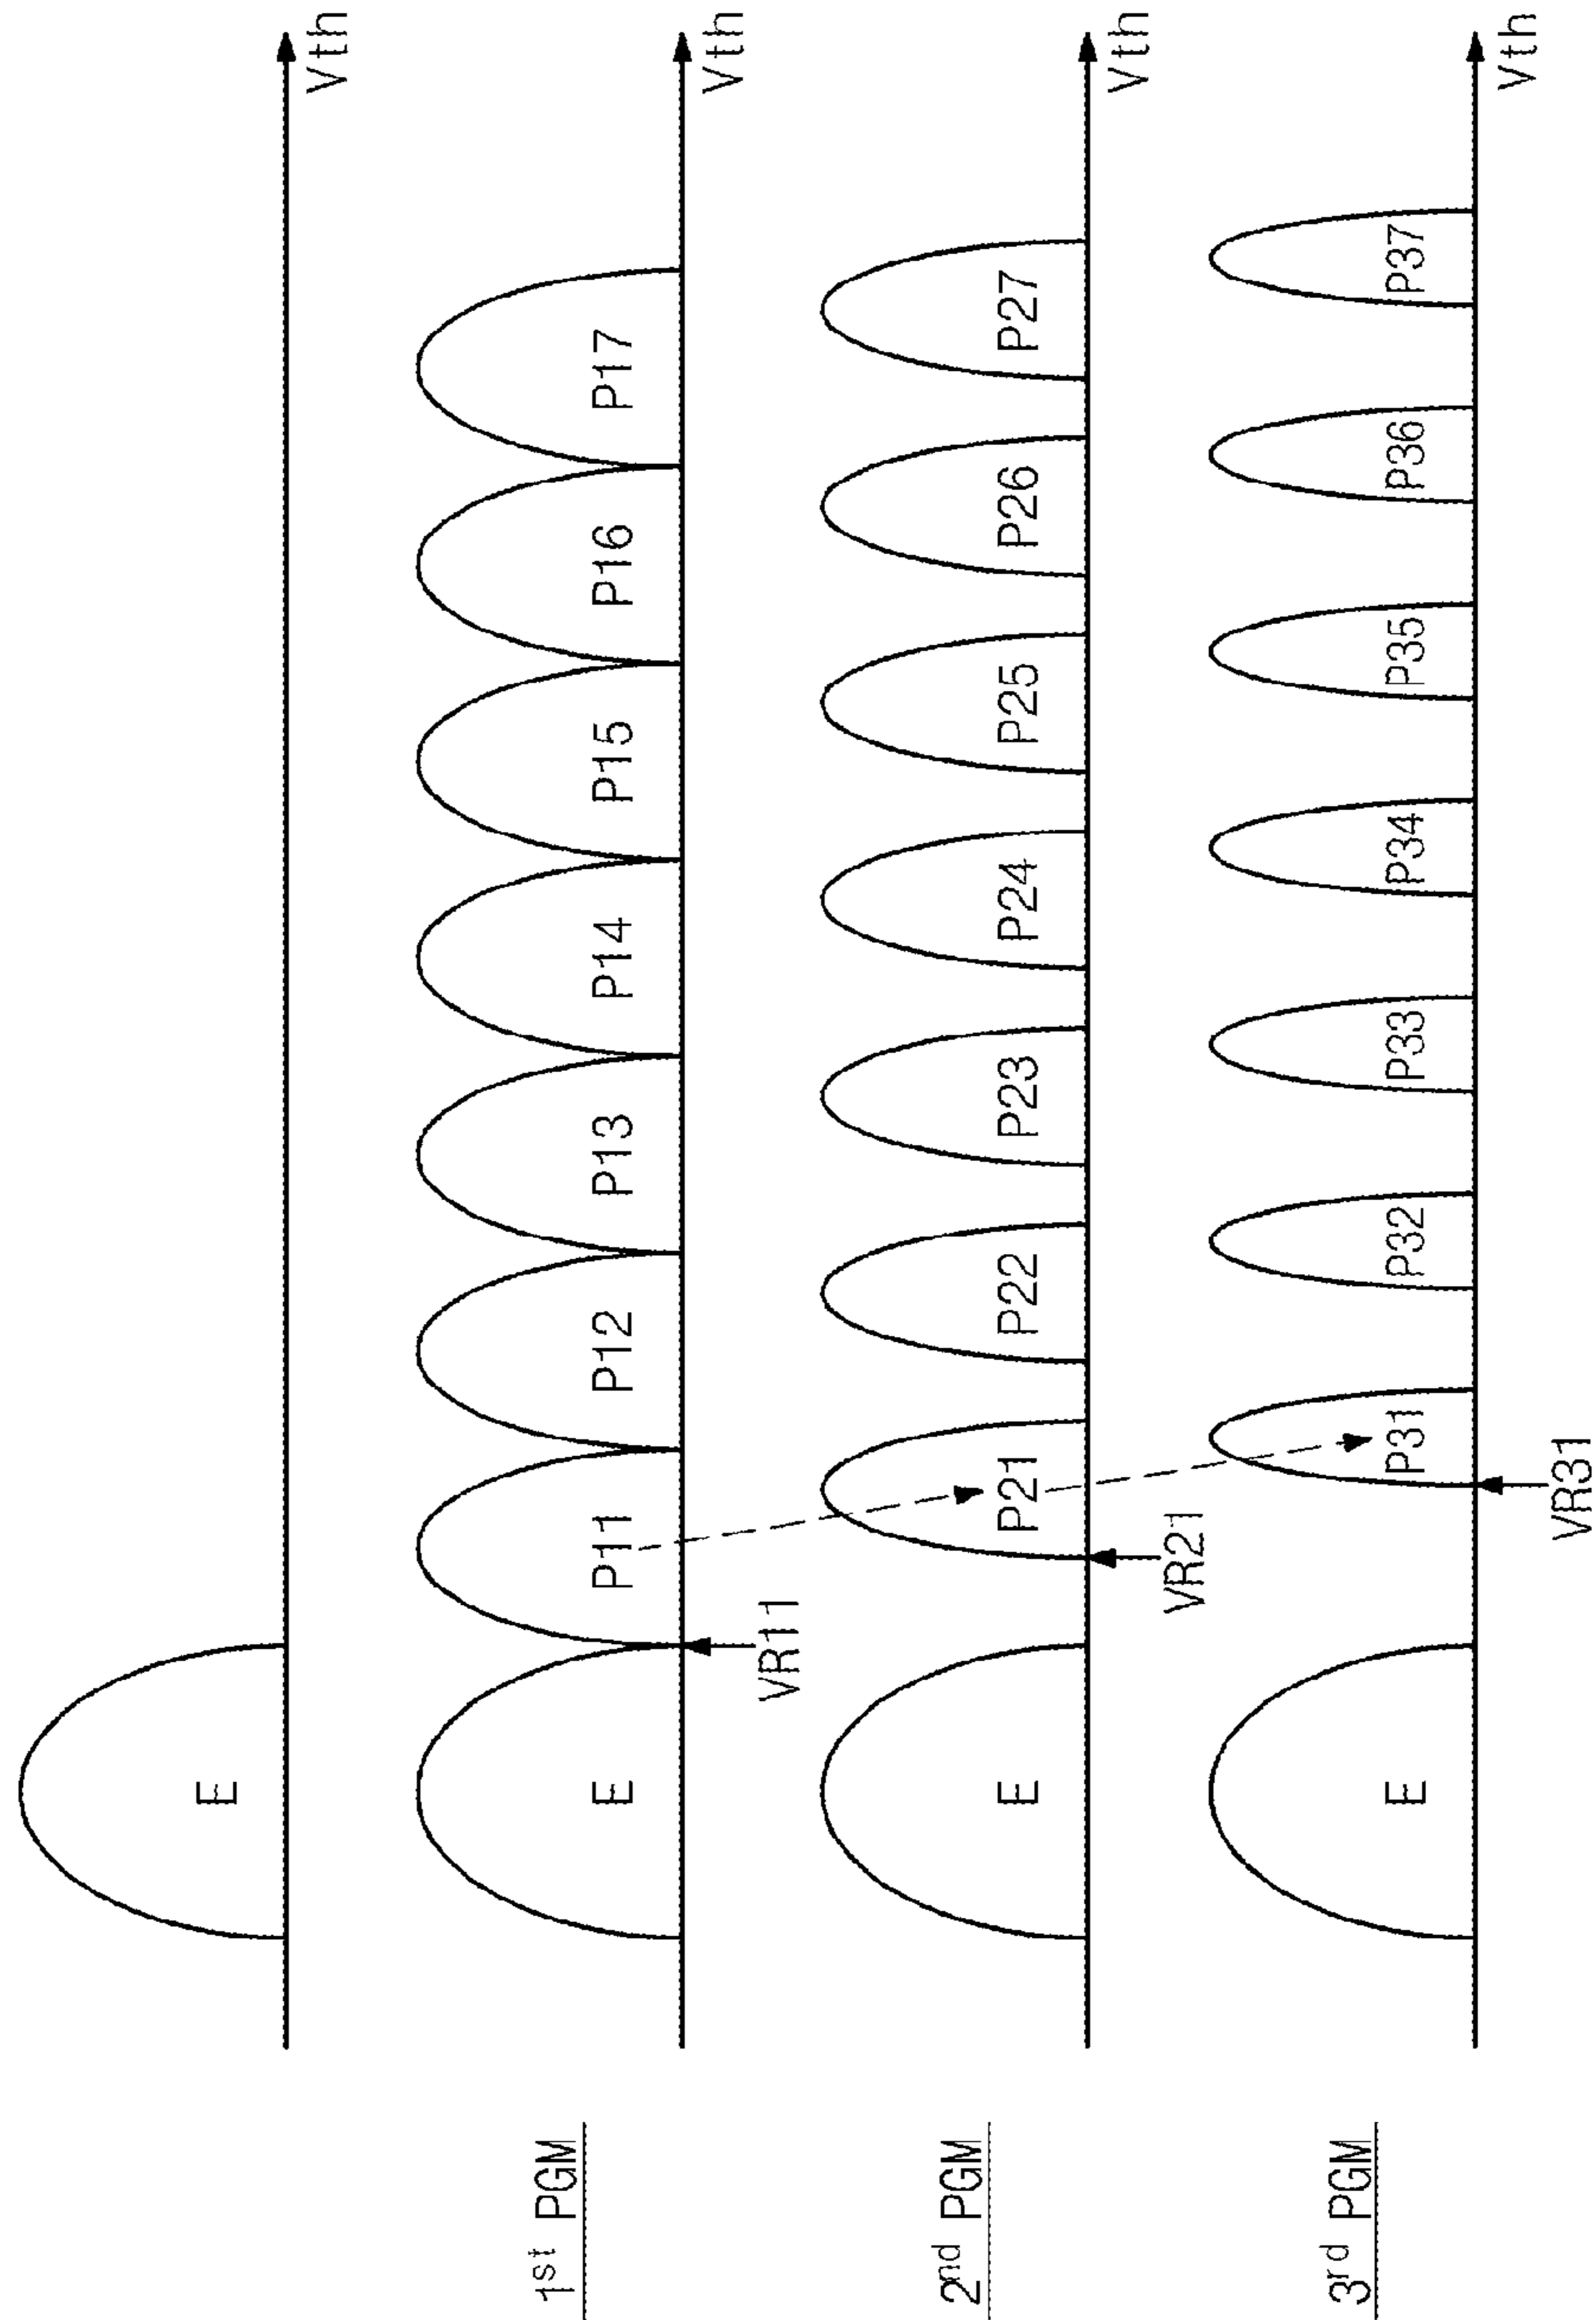 E
Vth
1st PGM
E P11 P12 P13 P14 P15 P16 P17
Vth
VR11
2nd PGM
E P21 P22 P23 P24 P25 P26 P27
Vth
VR21
3rd PGM
E P31 P32 P33 P34 P35 P36 P37
Vth
VR31